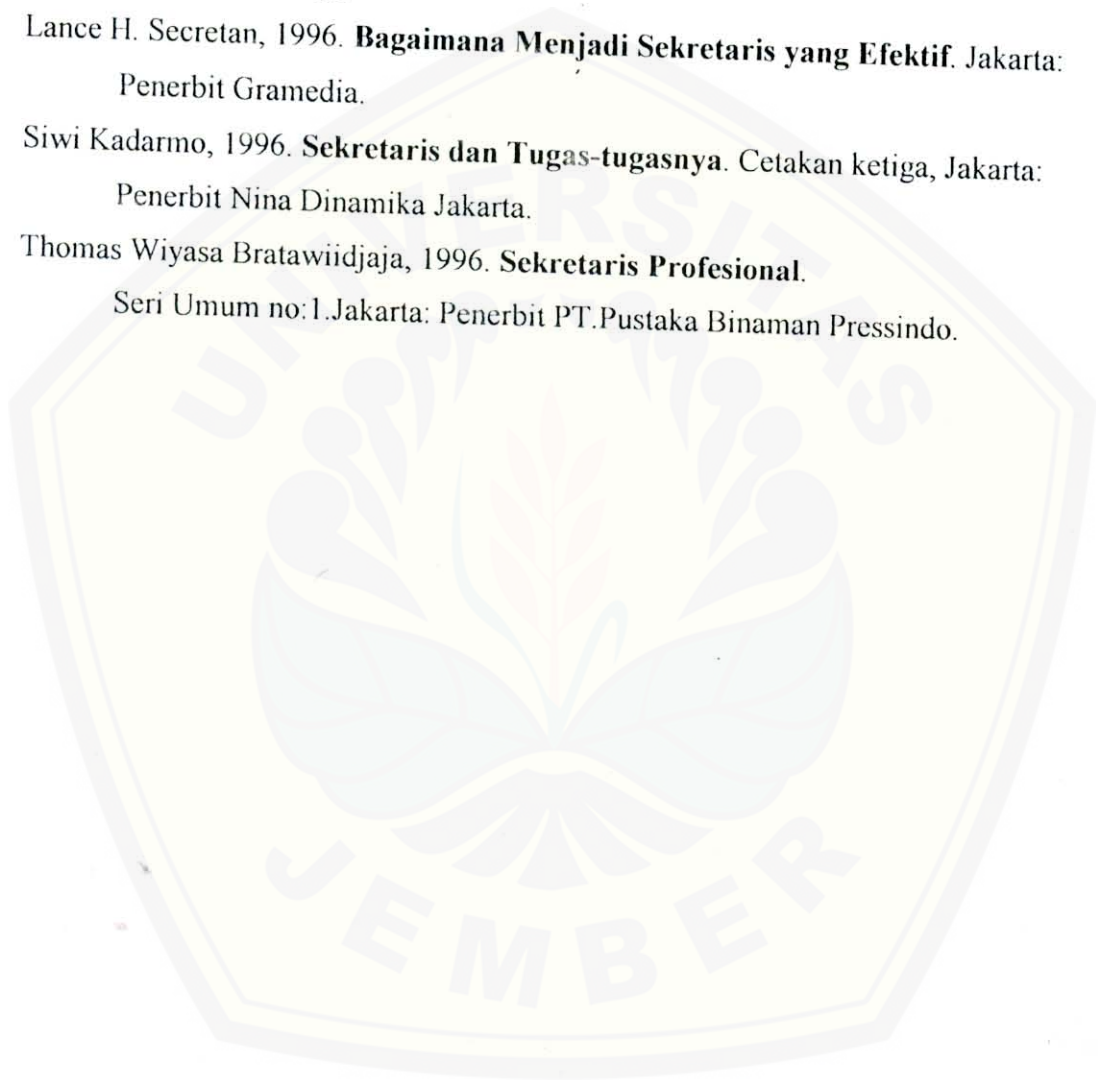 Lance H. Secretan, 1996. Bagaimana Menjadi Sekretaris yang Efektif. Jakarta:
Penerbit Gramedia.
Siwi Kadarmo, 1996. Sekretaris dan Tugas-tugasnya. Cetakan ketiga, Jakarta:
Penerbit Nina Dinamika Jakarta.
Thomas Wiyasa Bratawiidjaja, 1996. Sekretaris Profesional.
Seri Umum no:1.Jakarta: Penerbit PT.Pustaka Binaman Pressindo.
UNIVERSITAS
JEMBER